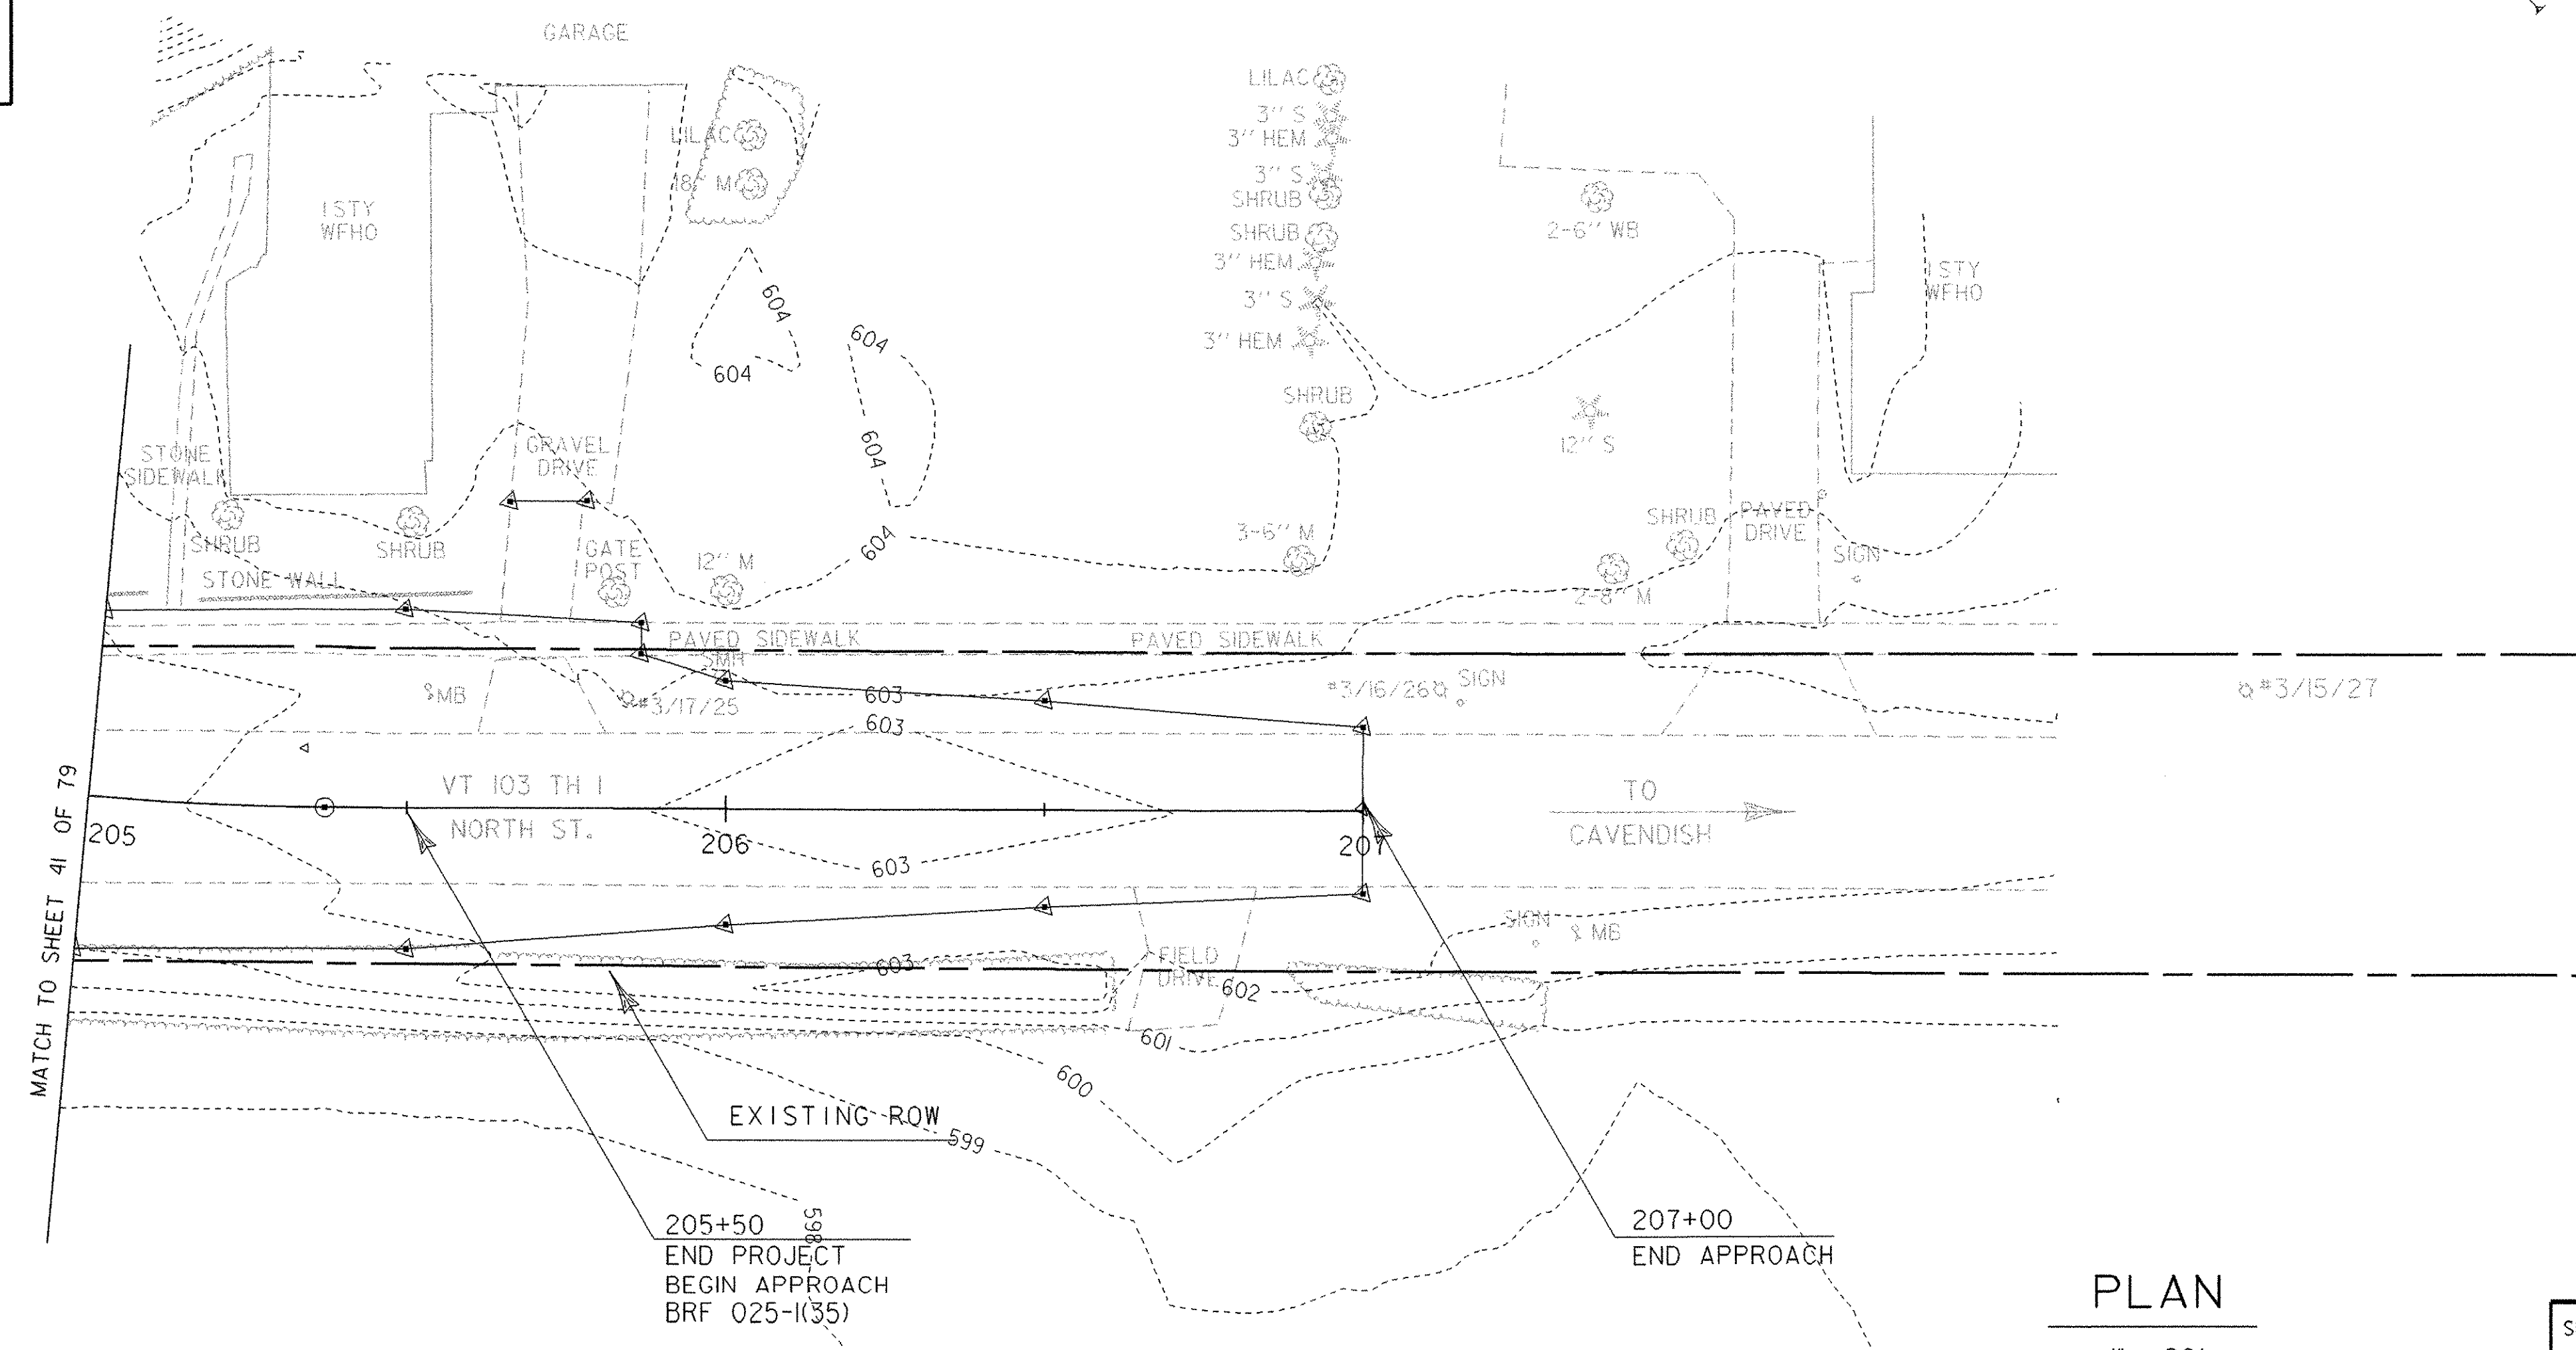 GARAGE
LILAC
18" M
1 STY
WFHO
LILAC
3" S
3" HEM
3" S
SHRUB
SHRUB
3" HEM
3" S
3" HEM
SHRUB
2-6" WB
1 STY
WFHO
604
604
604
604
604
STONE
SIDEWALK
GRAVEL
DRIVE
12" S
SHRUB
SHRUB
GATE
POST
12" M
3-6" M
SHRUB
PAVED
DRIVE
SIGN
STONE WALL
2-8" M
PAVED SIDEWALK
PAVED SIDEWALK
SMH
MB
#3/17/25
603
#3/16/26
SIGN
#3/15/27
603
VT 103 TH 1
NORTH ST.
TO
CAVENDISH
205
206
207
603
MATCH TO SHEET 41 OF 79
SIGN
MB
603
FIELD
DRIVE
602
601
600
EXISTING ROW
599
598
205+50
END PROJECT
BEGIN APPROACH
BRF 025-1(35)
207+00
END APPROACH
PLAN